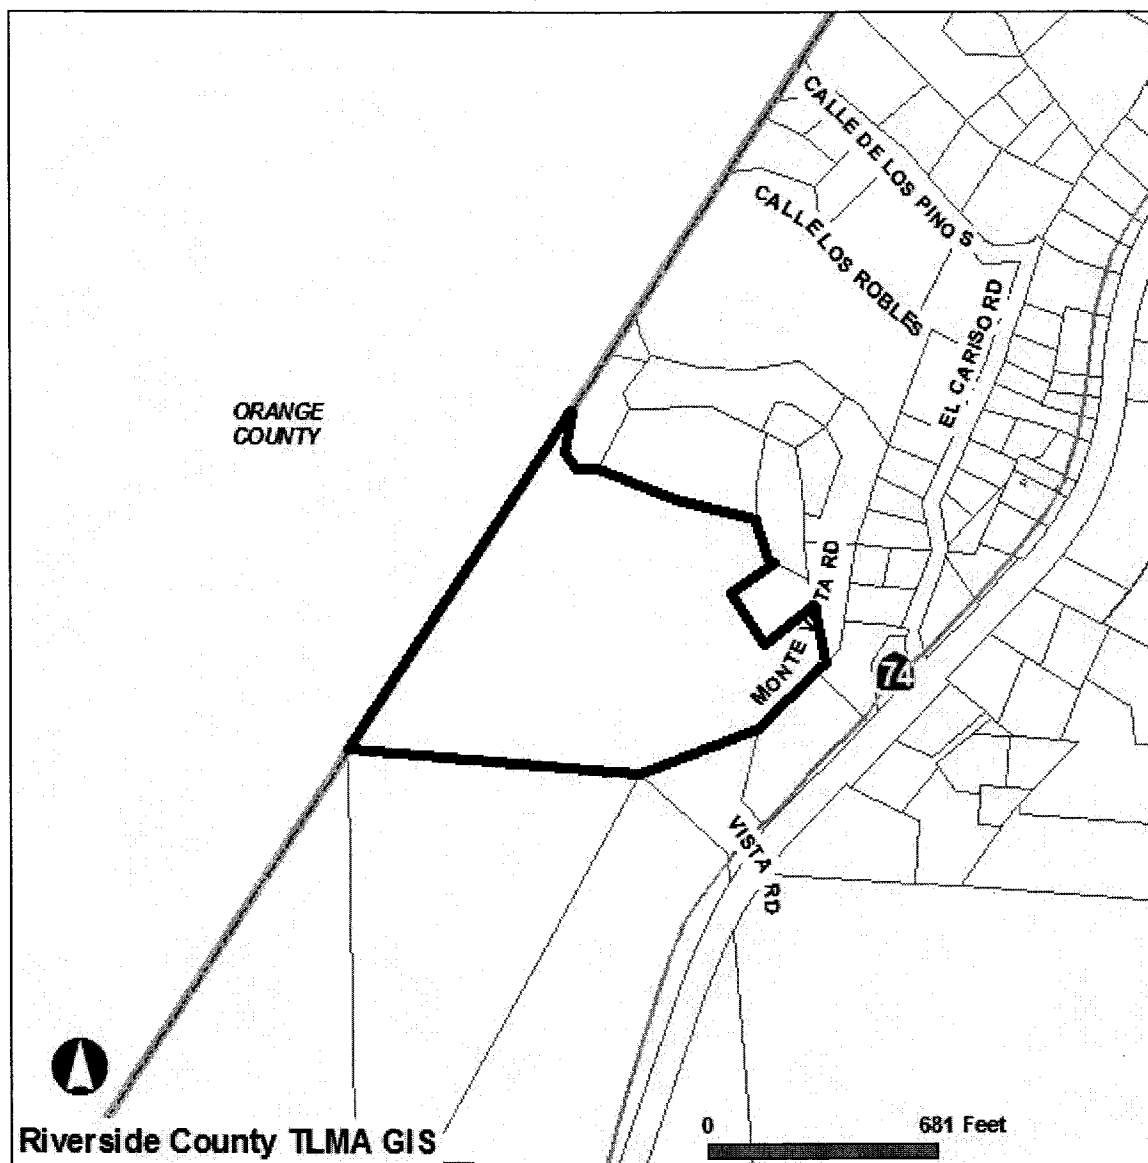 CALLE DE LOS PINOS
CALLE LOS ROBLES
EL CARISO RD
ORANGE
COUNTY
MONTE VISTA RD
74
VISTA RD
Riverside County TLMA GIS
0 681 Feet